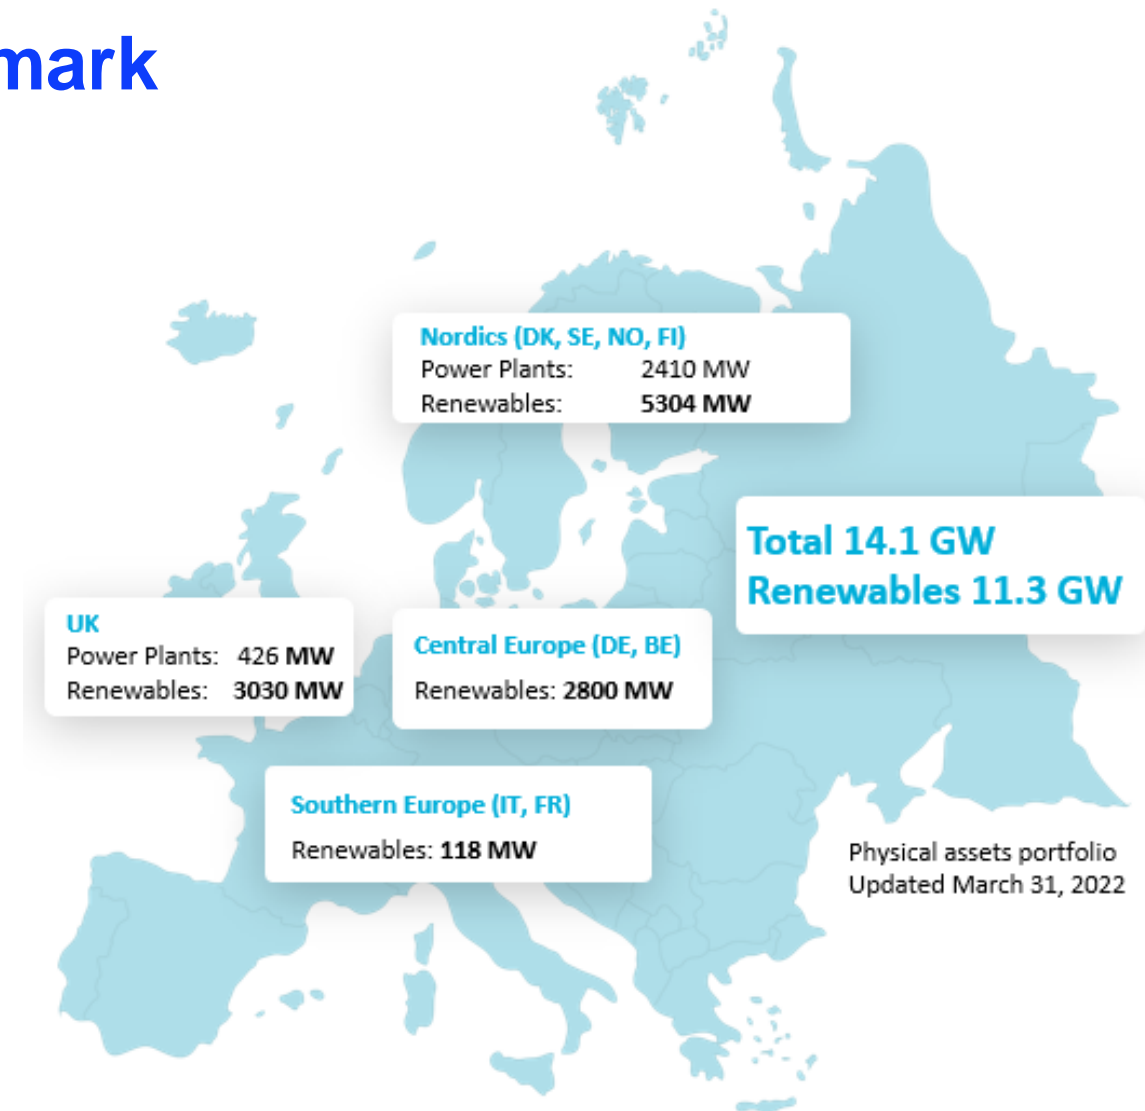 mark
Nordics (DK, SE, NO, FI)
Power Plants: 2410 MW
Renewables: 5304 MW
Total 14.1 GW
Renewables 11.3 GW
UK
Power Plants: 426 MW
Renewables: 3030 MW
Central Europe (DE, BE)
Renewables: 2800 MW
Southern Europe (IT, FR)
Renewables: 118 MW
Physical assets portfolio
Updated March 31, 2022